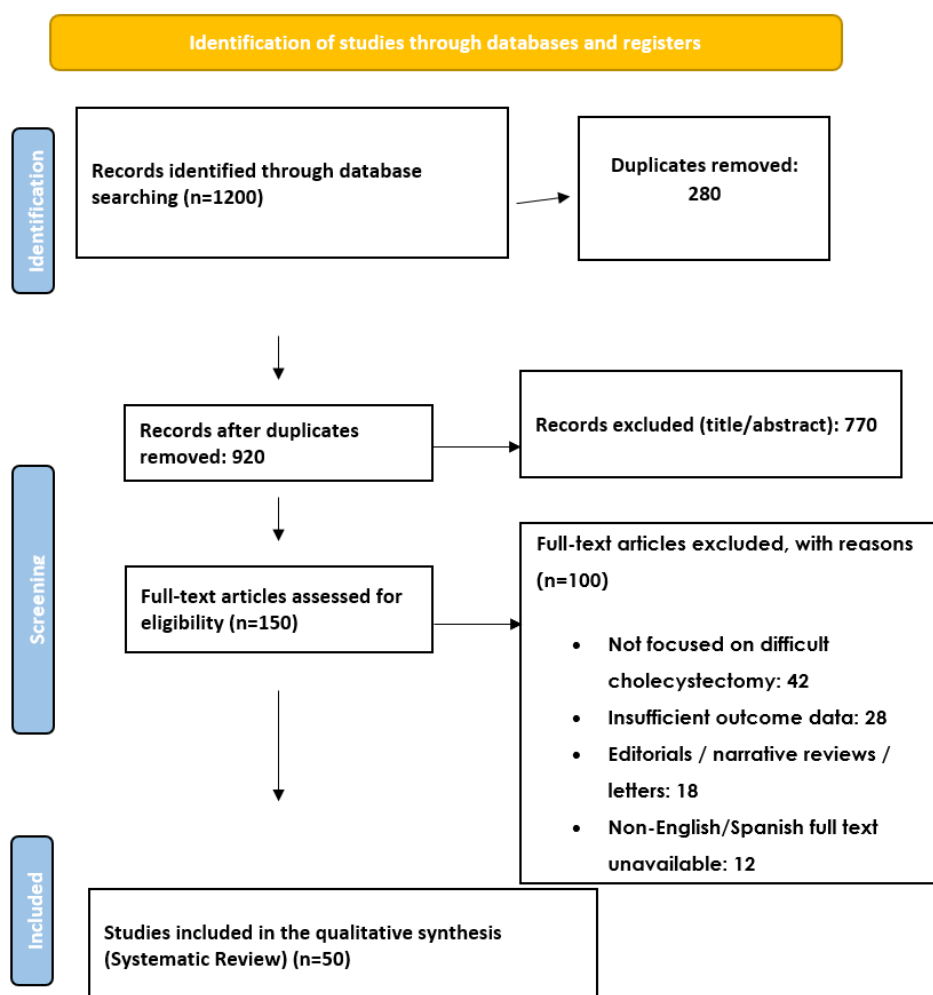 Identification of studies through databases and registers
Identification
Records identified through database
searching (n=1200)
Duplicates removed:
280
Screening
Records after duplicates
removed: 920
Records excluded (title/abstract): 770
Full-text articles assessed for
eligibility (n=150)
Full-text articles excluded, with reasons
(n=100)
• Not focused on difficult
cholecystectomy: 42
• Insufficient outcome data: 28
• Editorials / narrative reviews /
letters: 18
• Non-English/Spanish full text
unavailable: 12
Included
Studies included in the qualitative synthesis
(Systematic Review) (n=50)